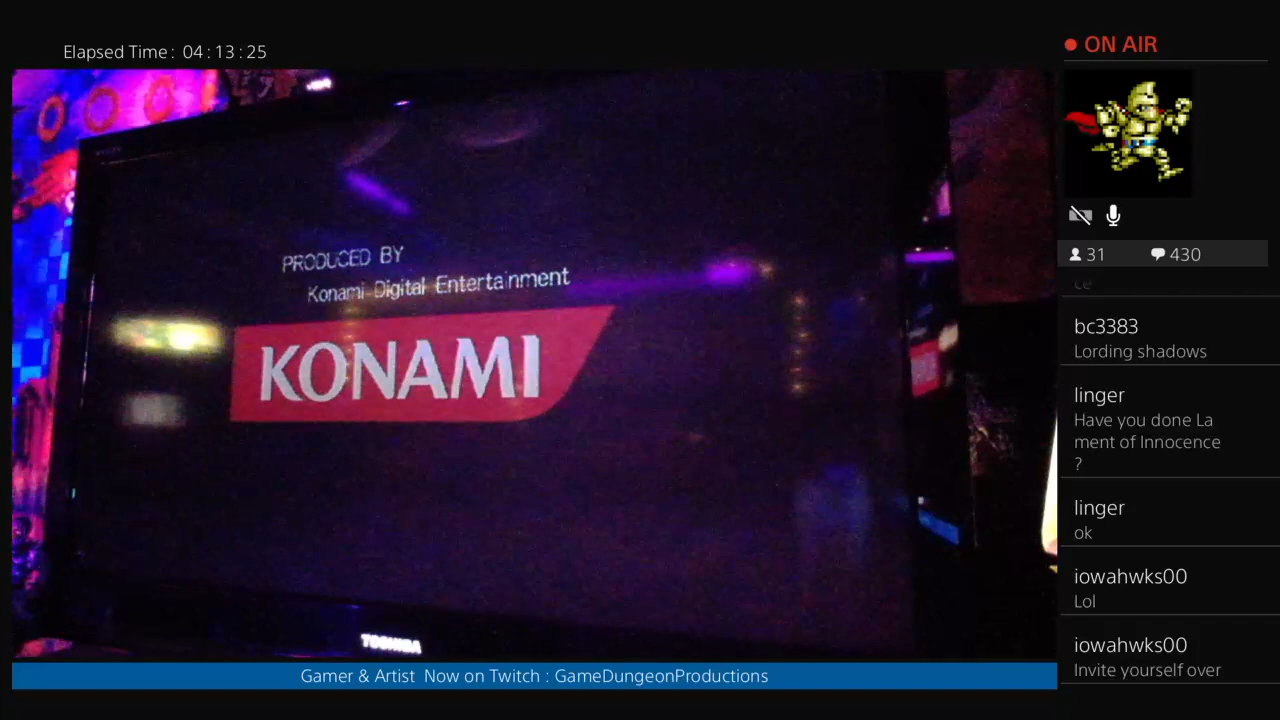 Elapsed Time: 04:13:25
ON AIR
PRODUCED BY
Konami Digital Entertainment
KONAMI
TOSHIBA
Gamer & Artist Now on Twitch : GameDungeonProductions
31 430
ce
bc3383
Lording shadows
linger
Have you done La
ment of Innocence
?
linger
ok
iowahwks00
Lol
iowahwks00
Invite yourself over